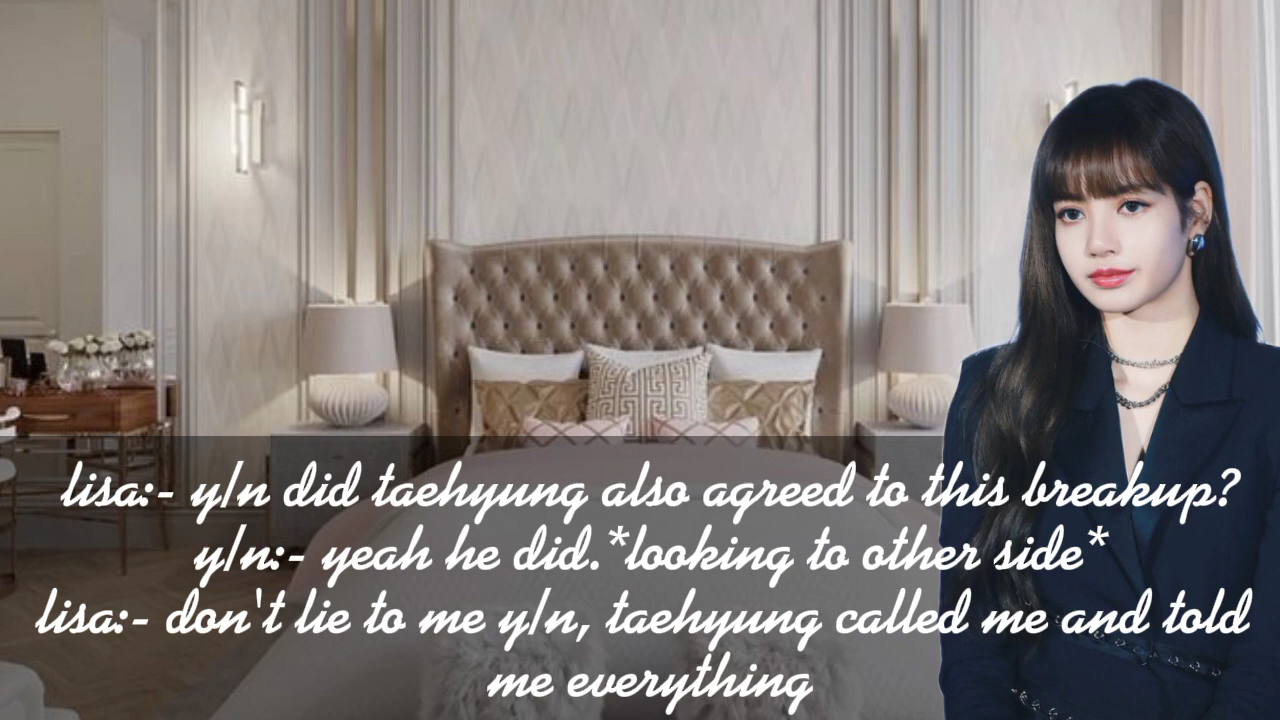 lisa:- y/n did taehyung also agreed to this breakup?
y/n:- yeah he did.*looking to other side*
lisa:- don't lie to me y/n, taehyung called me and told
me everything